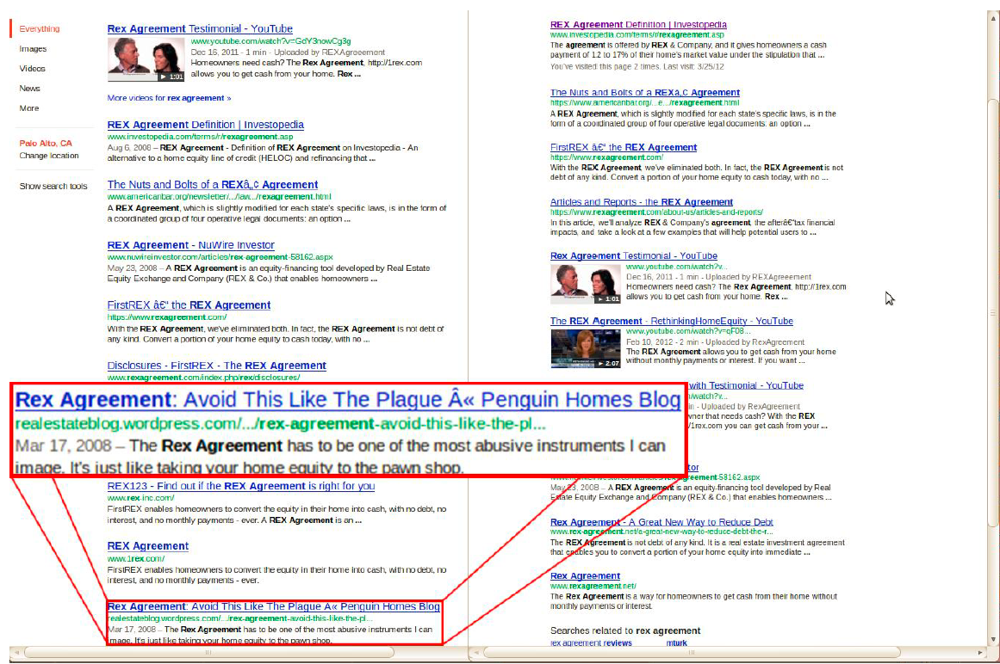 Everything
Images
Videos
News
More
Palo Alto, CA
Change location
Show search tools
Rex Agreement Testimonial - YouTube
www.youtube.com/watch?v=GdY3nowCg3g
Dec 16, 2011 - 1 min - Uploaded by REXAgreement
Homeowners need cash? The Rex Agreement, http://1rex.com
allows you to get cash from your home. Rex ...
1:01
More videos for rex agreement »
REX Agreement Definition | Investopedia
www.investopedia.com/terms/r/rexagreement.asp
Aug 6, 2008 – REX Agreement - Definition of REX Agreement on Investopedia - An
alternative to a home equity line of credit (HELOC) and refinancing that ...
The Nuts and Bolts of a REXâ„¢ Agreement
www.americanbar.org/newsletter/.../law.../rexagreement.html
A REX Agreement, which is slightly modified for each state's specific laws, is in the form of
a coordinated group of four operative legal documents: an option ...
REX Agreement - NuWire Investor
www.nuwireinvestor.com/articles/rex-agreement-58162.aspx
May 23, 2008 – A REX Agreement is an equity-financing tool developed by Real Estate
Equity Exchange and Company (REX & Co.) that enables homeowners ...
FirstREX â€“ the REX Agreement
https://www.rexagreement.com/
With the REX Agreement, we've eliminated both. In fact, the REX Agreement is not debt of
any kind. Convert a portion of your home equity to cash today, with no ...
Disclosures - FirstREX - The REX Agreement
www.rexagreement.com/index.php/rex/disclosures/
Rex Agreement: Avoid This Like The Plague Â« Penguin Homes Blog
realestateblog.wordpress.com/.../rex-agreement-avoid-this-like-the-pl...
Mar 17, 2008 – The Rex Agreement has to be one of the most abusive instruments I can
image. It's just like taking your home equity to the pawn shop.
REX123 - Find out if the REX Agreement is right for you
www.rex-inc.com/
FirstREX enables homeowners to convert the equity in their home into cash, with no debt, no
interest, and no monthly payments - ever. A REX Agreement is an ...
REX Agreement
www.1rex.com/
FirstREX enables homeowners to convert the equity in their home into cash, with no debt, no
interest, and no monthly payments - ever.
Rex Agreement: Avoid This Like The Plague Â« Penguin Homes Blog
realestateblog.wordpress.com/.../rex-agreement-avoid-this-like-the-pl...
Mar 17, 2008 – The Rex Agreement has to be one of the most abusive instruments I can
image. It's just like taking your home equity to the pawn shop.
REX Agreement Definition | Investopedia
www.investopedia.com/terms/r/rexagreement.asp
The agreement is offered by REX & Company, and it gives homeowners a cash
payment of 12 to 17% of their home's market value under the stipulation that ...
You've visited this page 2 times. Last visit: 3/25/12
The Nuts and Bolts of a REXâ„¢ Agreement
https://www.americanbar.org/...e.../rexagreement.html
A REX Agreement, which is slightly modified for each state's specific laws, is in the
form of a coordinated group of four operative legal documents: an option ...
FirstREX â€“ the REX Agreement
https://www.rexagreement.com/
With the REX Agreement, we've eliminated both. In fact, the REX Agreement is not
debt of any kind. Convert a portion of your home equity to cash today, with no ...
Articles and Reports - the REX Agreement
https://www.rexagreement.com/about-us/articles-and-reports/
In this article, we'll analyze REX & Company's agreement, the afterâ€tax financial
impacts, and take a look at a few examples that will help potential users to ...
Rex Agreement Testimonial - YouTube
www.youtube.com/watch?v...
Dec 16, 2011 - 1 min - Uploaded by REXAgreement
Homeowners need cash? The Rex Agreement, http://1rex.com
allows you to get cash from your home. Rex ...
1:01
The REX Agreement - RethinkingHomeEquity - YouTube
www.youtube.com/watch?v=qF08...
Feb 10, 2012 - 2 min - Uploaded by RexAgreement
The REX Agreement allows you to get cash from your home
without monthly payments or interest. If you want ...
2:07
with Testimonial - YouTube
/watch?v...
in - Uploaded by RexAgreement
wner that needs cash? With the REX
/1rex.com you can get cash from your ...
tor
58162.aspx
May 23, 2008 - A REX Agreement is an equity-financing tool developed by Real
Estate Equity Exchange and Company (REX & Co.) that enables homeowners ...
Rex Agreement - A Great New Way to Reduce Debt
www.rex-agreement.net/a-great-new-way-to-reduce-debt-the-r...
The REX Agreement is not debt of any kind. It is a real estate investment agreement
that enables you to convert a portion of your home equity into immediate ...
Rex Agreement
www.rexagreement.net/
The Rex Agreement is a way for homeowners to get cash from their home without
monthly payments or interest.
Searches related to rex agreement
rex agreement reviews mturk